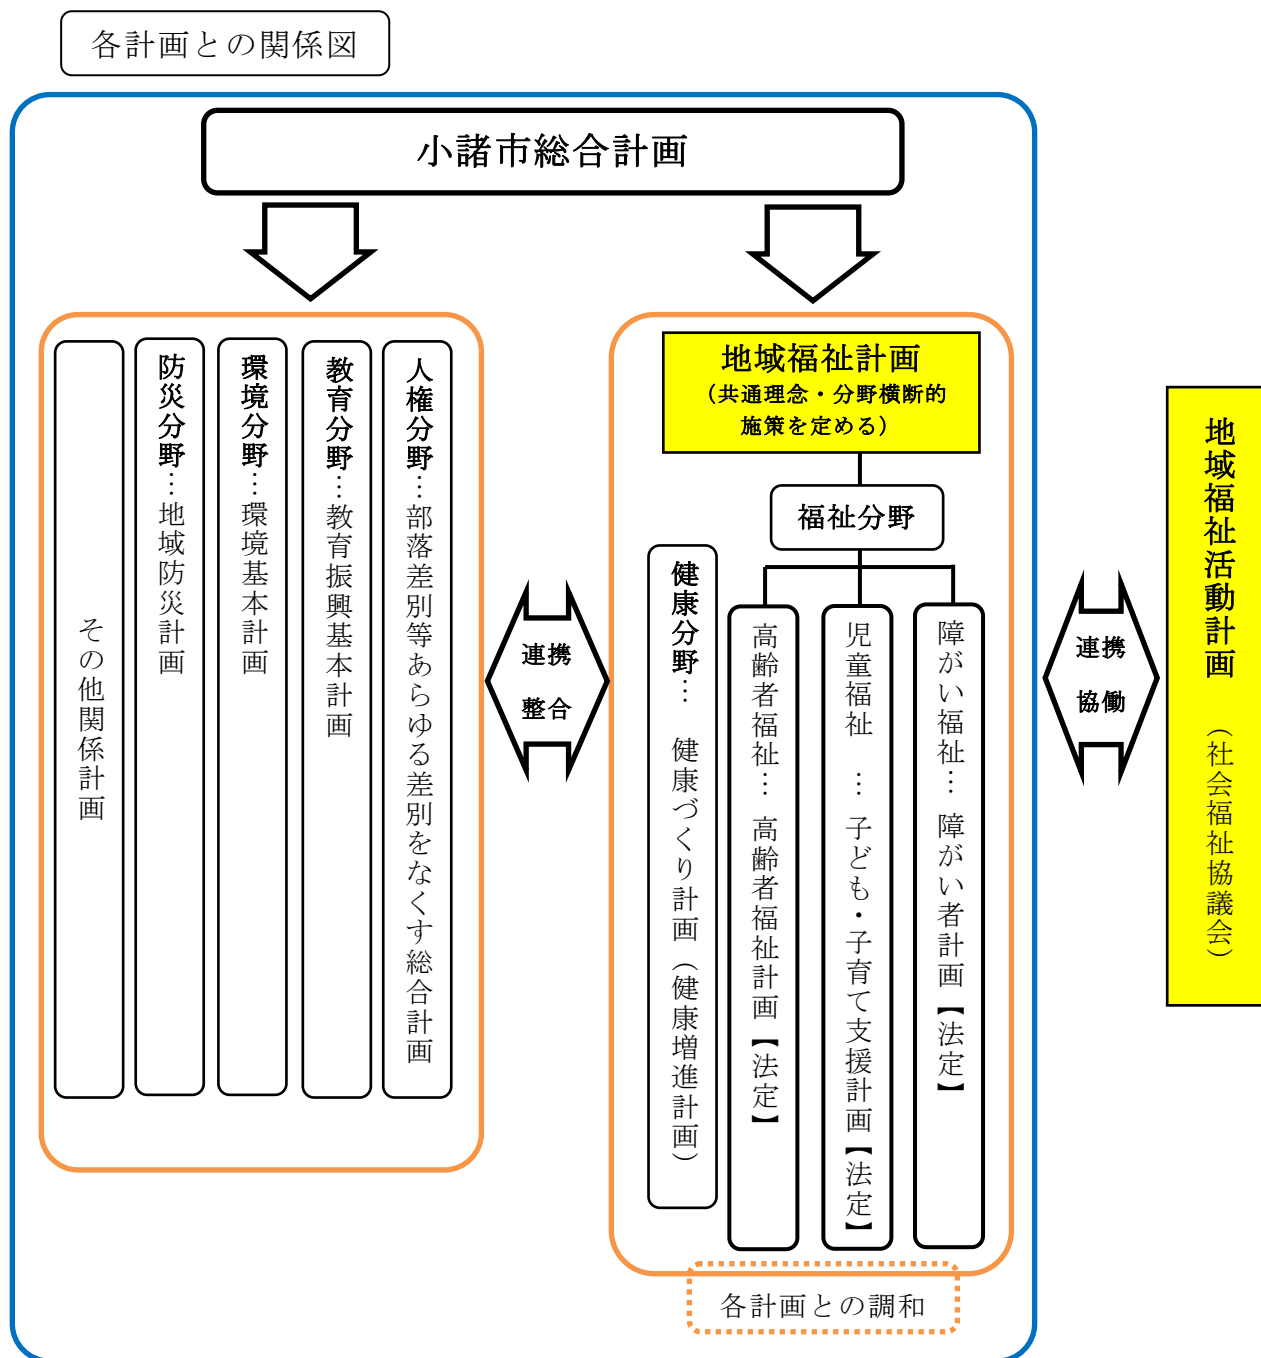 各計画との関係図
小諸市総合計画
その他関係計画
防災分野…地域防災計画
環境分野…環境基本計画
教育分野…教育振興基本計画
人権分野…部落差別等あらゆる差別をなくす総合計画
連携
整合
地域福祉計画
（共通理念・分野横断的
施策を定める）
福祉分野
健康分野… 健康づくり計画（健康増進計画）
高齢者福祉… 高齢者福祉計画【法定】
児童福祉 … 子ども・子育て支援計画【法定】
障がい福祉… 障がい者計画【法定】
各計画との調和
連携
協働
地域福祉活動計画 （社会福祉協議会）